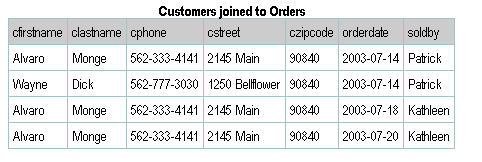 Customers joined to Orders
cfirstname clastname cphone cstreet czipcode orderdate soldby
Alvaro Monge 562-333-4141 2145 Main 90840 2003-07-14 Patrick
Wayne Dick 562-777-3030 1250 Bellflower 90840 2003-07-14 Patrick
Alvaro Monge 562-333-4141 2145 Main 90840 2003-07-18 Kathleen
Alvaro Monge 562-333-4141 2145 Main 90840 2003-07-20 Kathleen